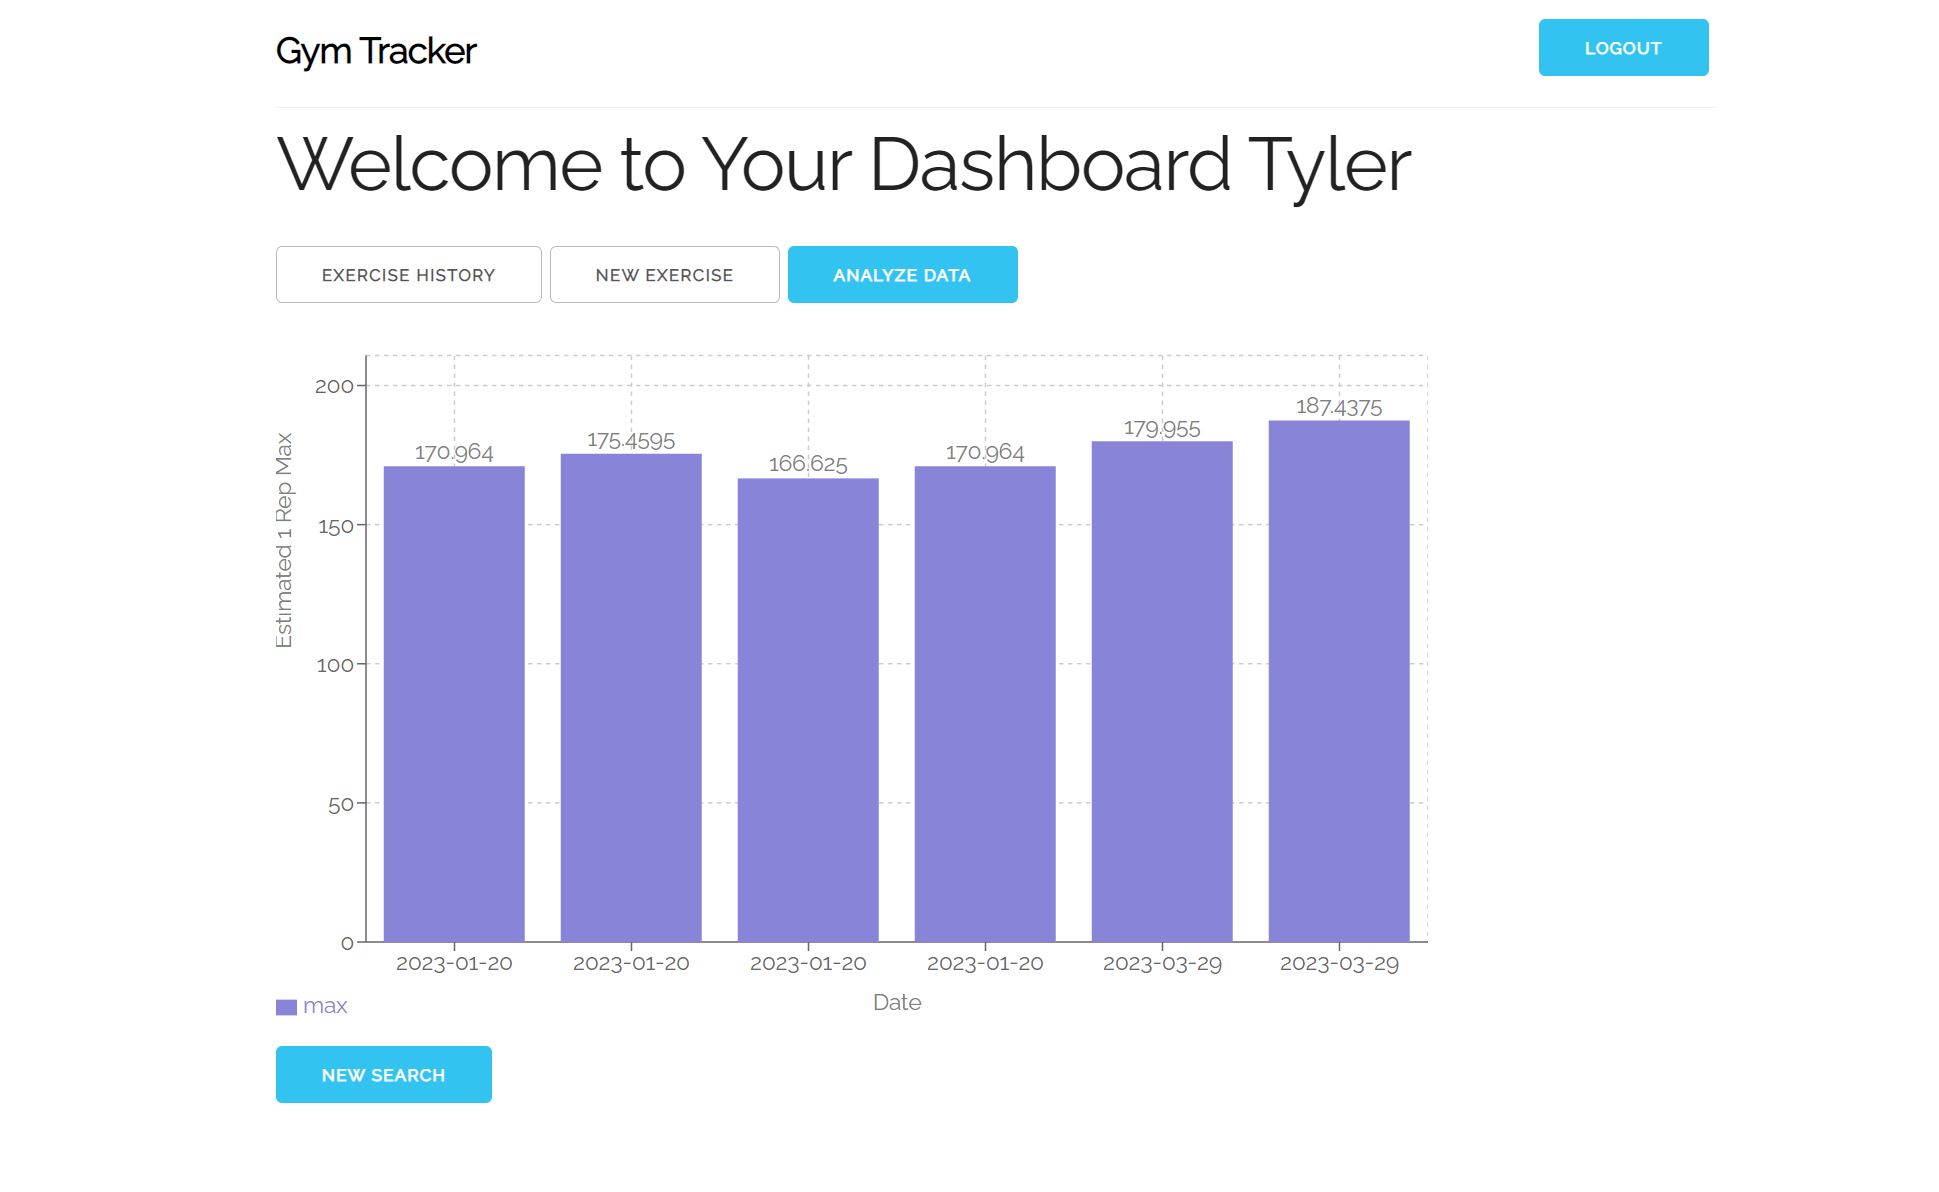 Gym Tracker
LOGOUT
Welcome to Your Dashboard Tyler
EXERCISE HISTORY
NEW EXERCISE
ANALYZE DATA
Estimated 1 Rep Max
200
150
100
50
0
170.964
175.4595
166.625
170.964
179.955
187.4375
2023-01-20
2023-01-20
2023-01-20
2023-01-20
2023-03-29
2023-03-29
Date
max
NEW SEARCH